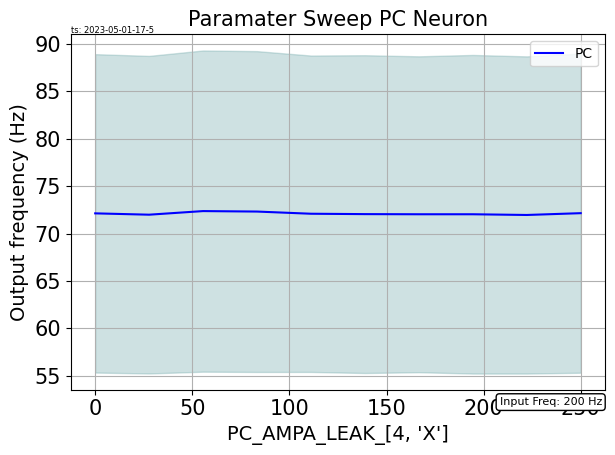 Paramater Sweep PC Neuron
ts: 2023-05-01-17-5
90
85
80
75
70
65
60
55
Output frequency (Hz)
PC
0 50 100 150 200 250
Input Freq: 200 Hz
PC_AMPA_LEAK_[4, 'X']